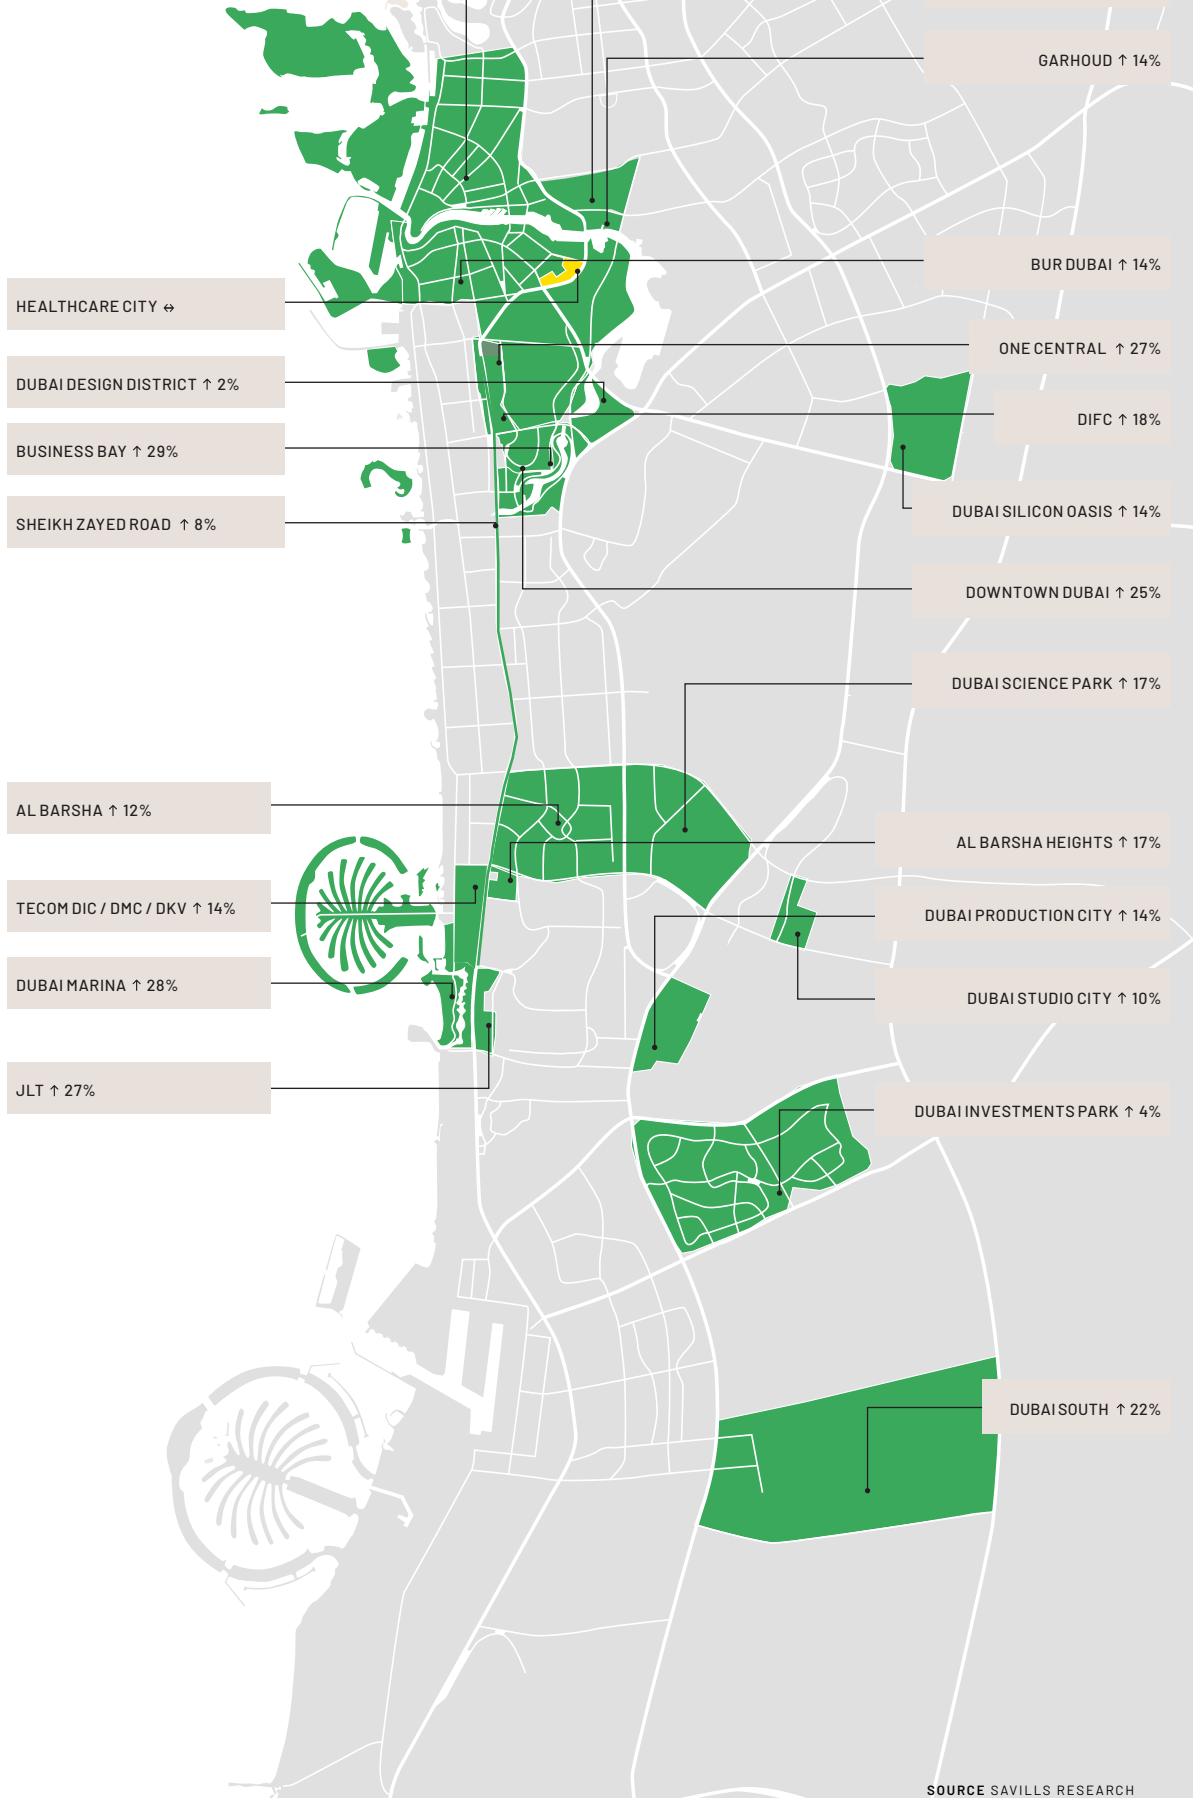 GARHOUD ↑ 14%
BUR DUBAI ↑ 14%
HEALTHCARE CITY ↔
ONE CENTRAL ↑ 27%
DUBAI DESIGN DISTRICT ↑ 2%
DIFC ↑ 18%
BUSINESS BAY ↑ 29%
DUBAI SILICON OASIS ↑ 14%
SHEIKH ZAYED ROAD ↑ 8%
DOWNTOWN DUBAI ↑ 25%
DUBAI SCIENCE PARK ↑ 17%
AL BARSHA ↑ 12%
AL BARSHA HEIGHTS ↑ 17%
TECOM DIC / DMC / DKV ↑ 14%
DUBAI PRODUCTION CITY ↑ 14%
DUBAI MARINA ↑ 28%
DUBAI STUDIO CITY ↑ 10%
JLT ↑ 27%
DUBAI INVESTMENTS PARK ↑ 4%
DUBAI SOUTH ↑ 22%
SOURCE SAVILLS RESEARCH